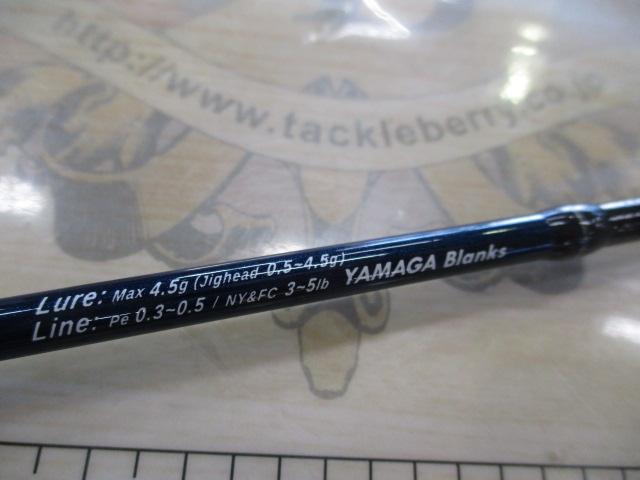 http://www.tackleberry.co.jp
Lure: Max 4.5g (Jighead 0.5~4.5g)
Line: Pe 0.3~0.5 / NY&FC 3~5lb
YAMAGA Blanks